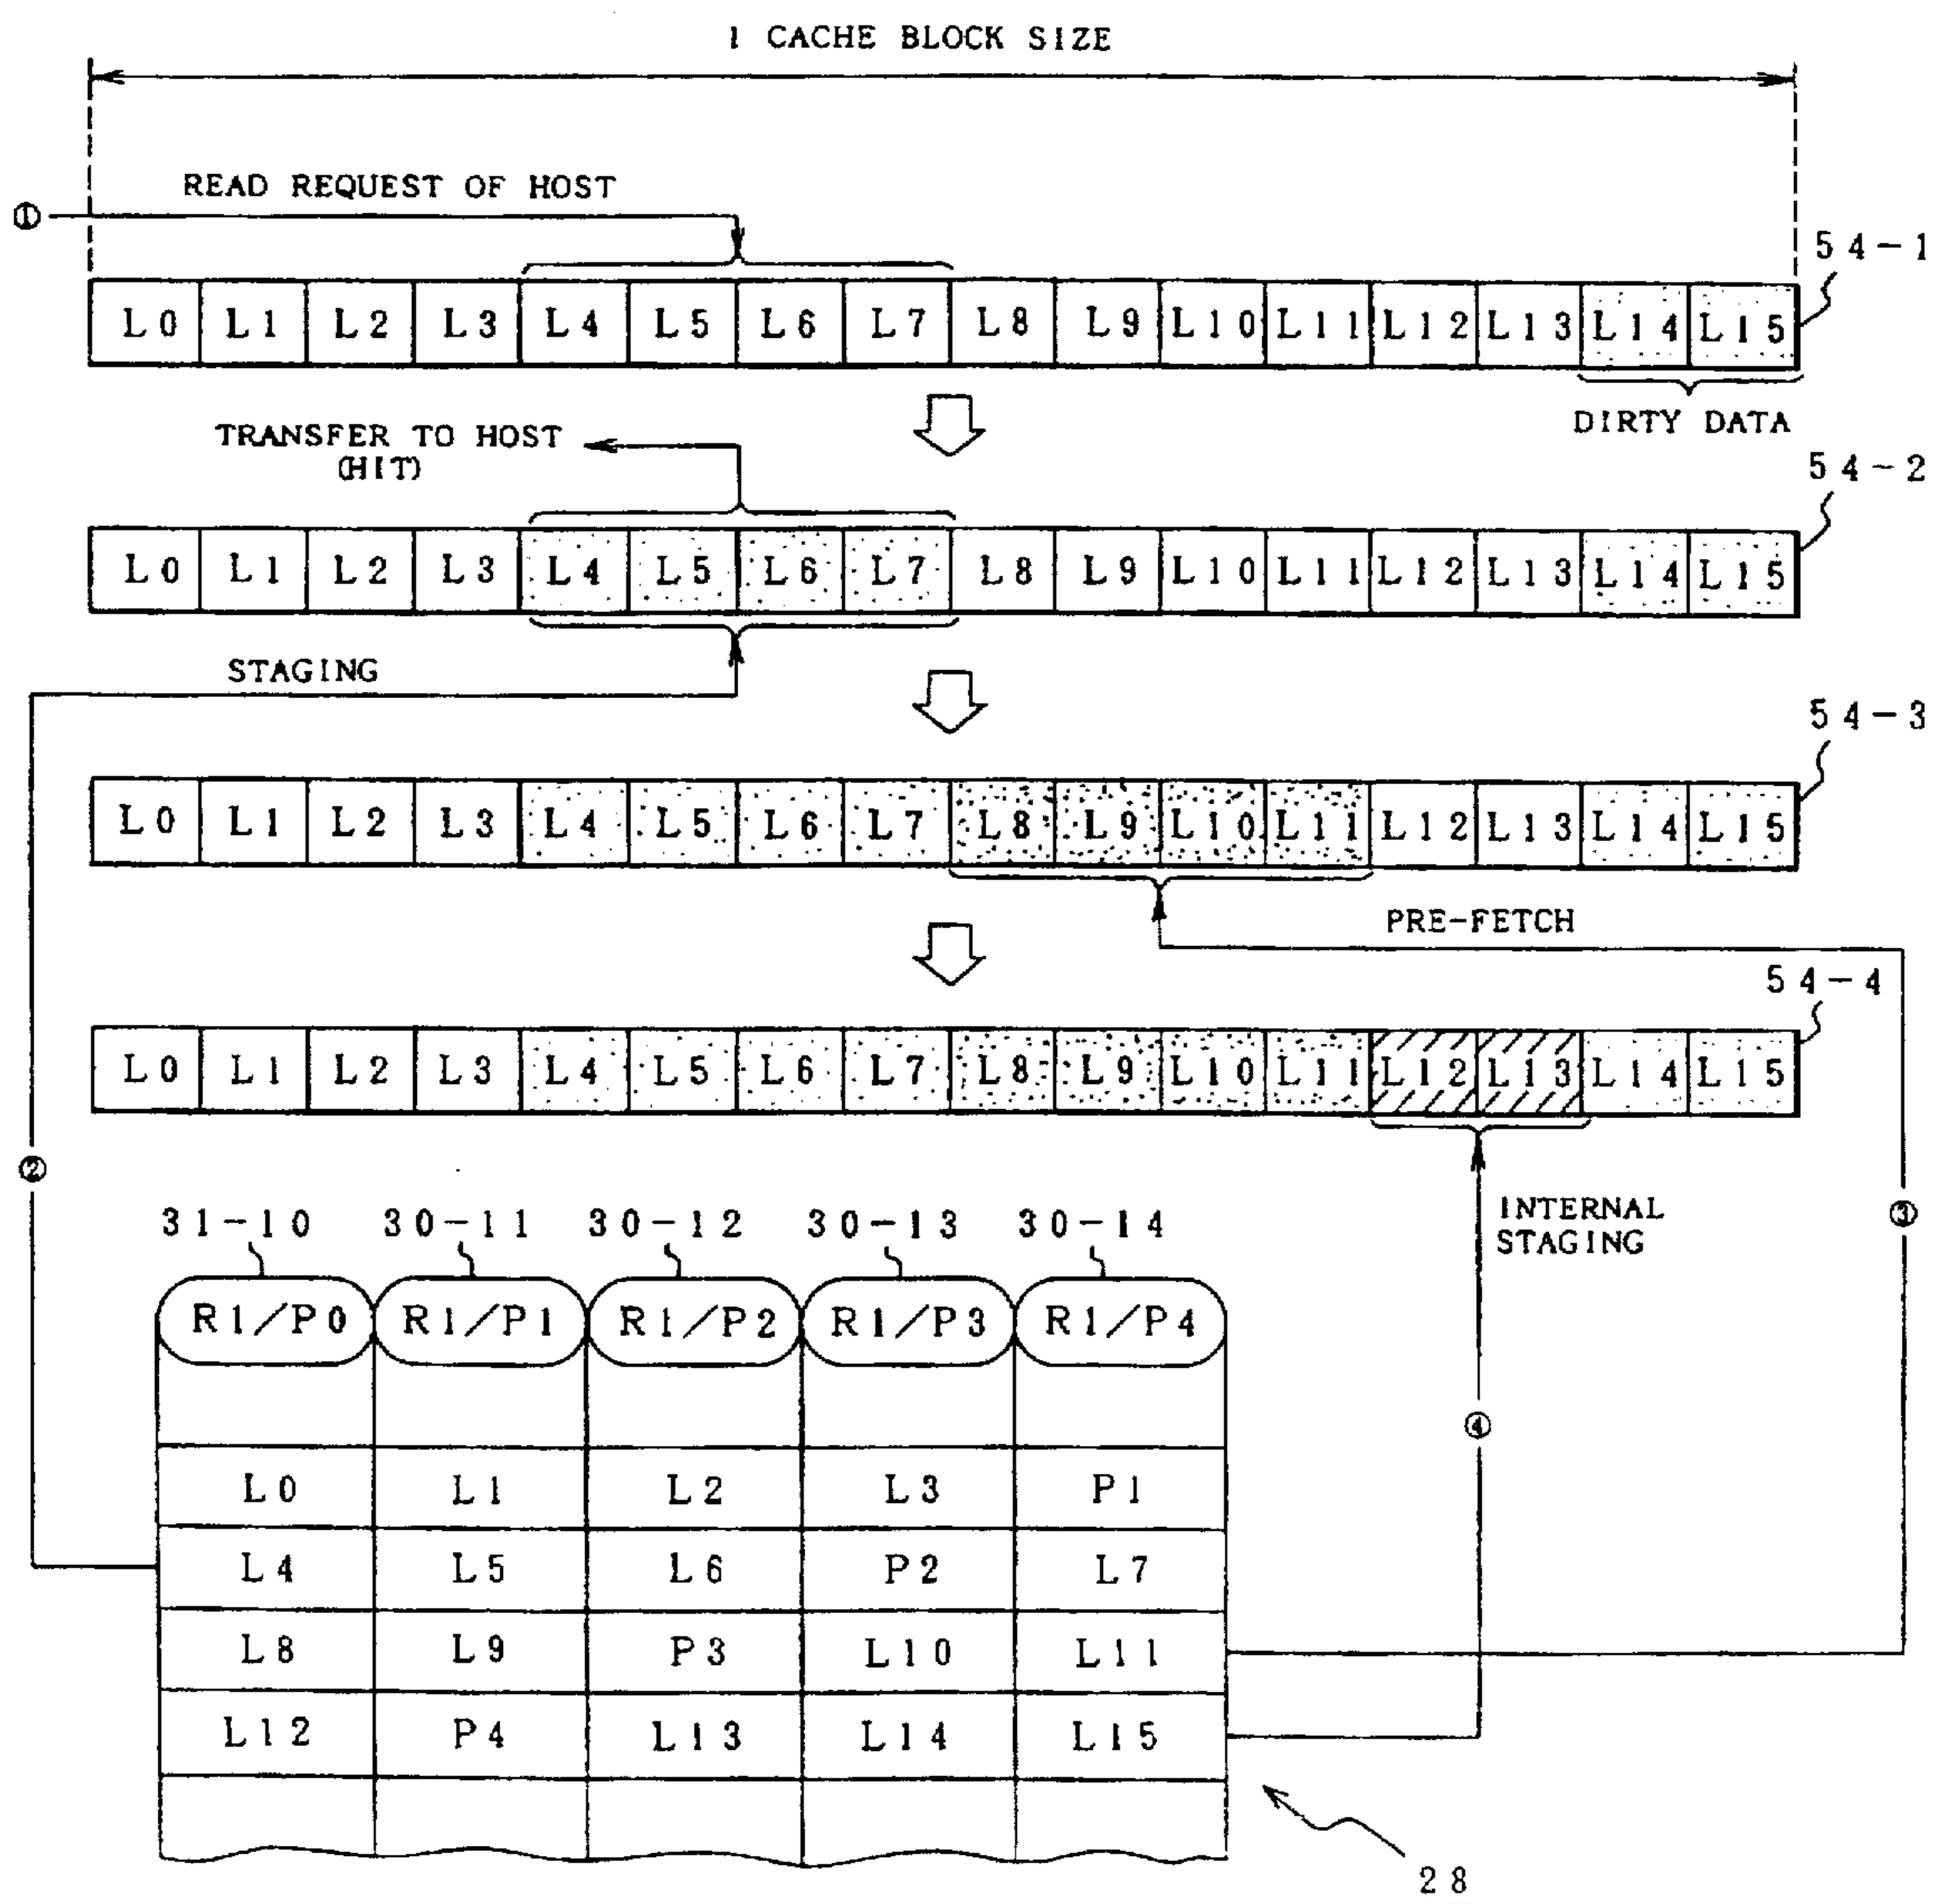 1 CACHE BLOCK SIZE
READ REQUEST OF HOST
①
54-1
L0 L1 L2 L3 L4 L5 L6 L7 L8 L9 L10 L11 L12 L13 L14 L15
DIRTY DATA
TRANSFER TO HOST
(HIT)
54-2
L0 L1 L2 L3 L4 L5 L6 L7 L8 L9 L10 L11 L12 L13 L14 L15
STAGING
54-3
L0 L1 L2 L3 L4 L5 L6 L7 L8 L9 L10 L11 L12 L13 L14 L15
PRE-FETCH
54-4
L0 L1 L2 L3 L4 L5 L6 L7 L8 L9 L10 L11 L12 L13 L14 L15
②
INTERNAL
STAGING
③
31-10 30-11 30-12 30-13 30-14
R1/P0 R1/P1 R1/P2 R1/P3 R1/P4
④
L0 L1 L2 L3 P1
L4 L5 L6 P2 L7
L8 L9 P3 L10 L11
L12 P4 L13 L14 L15
28